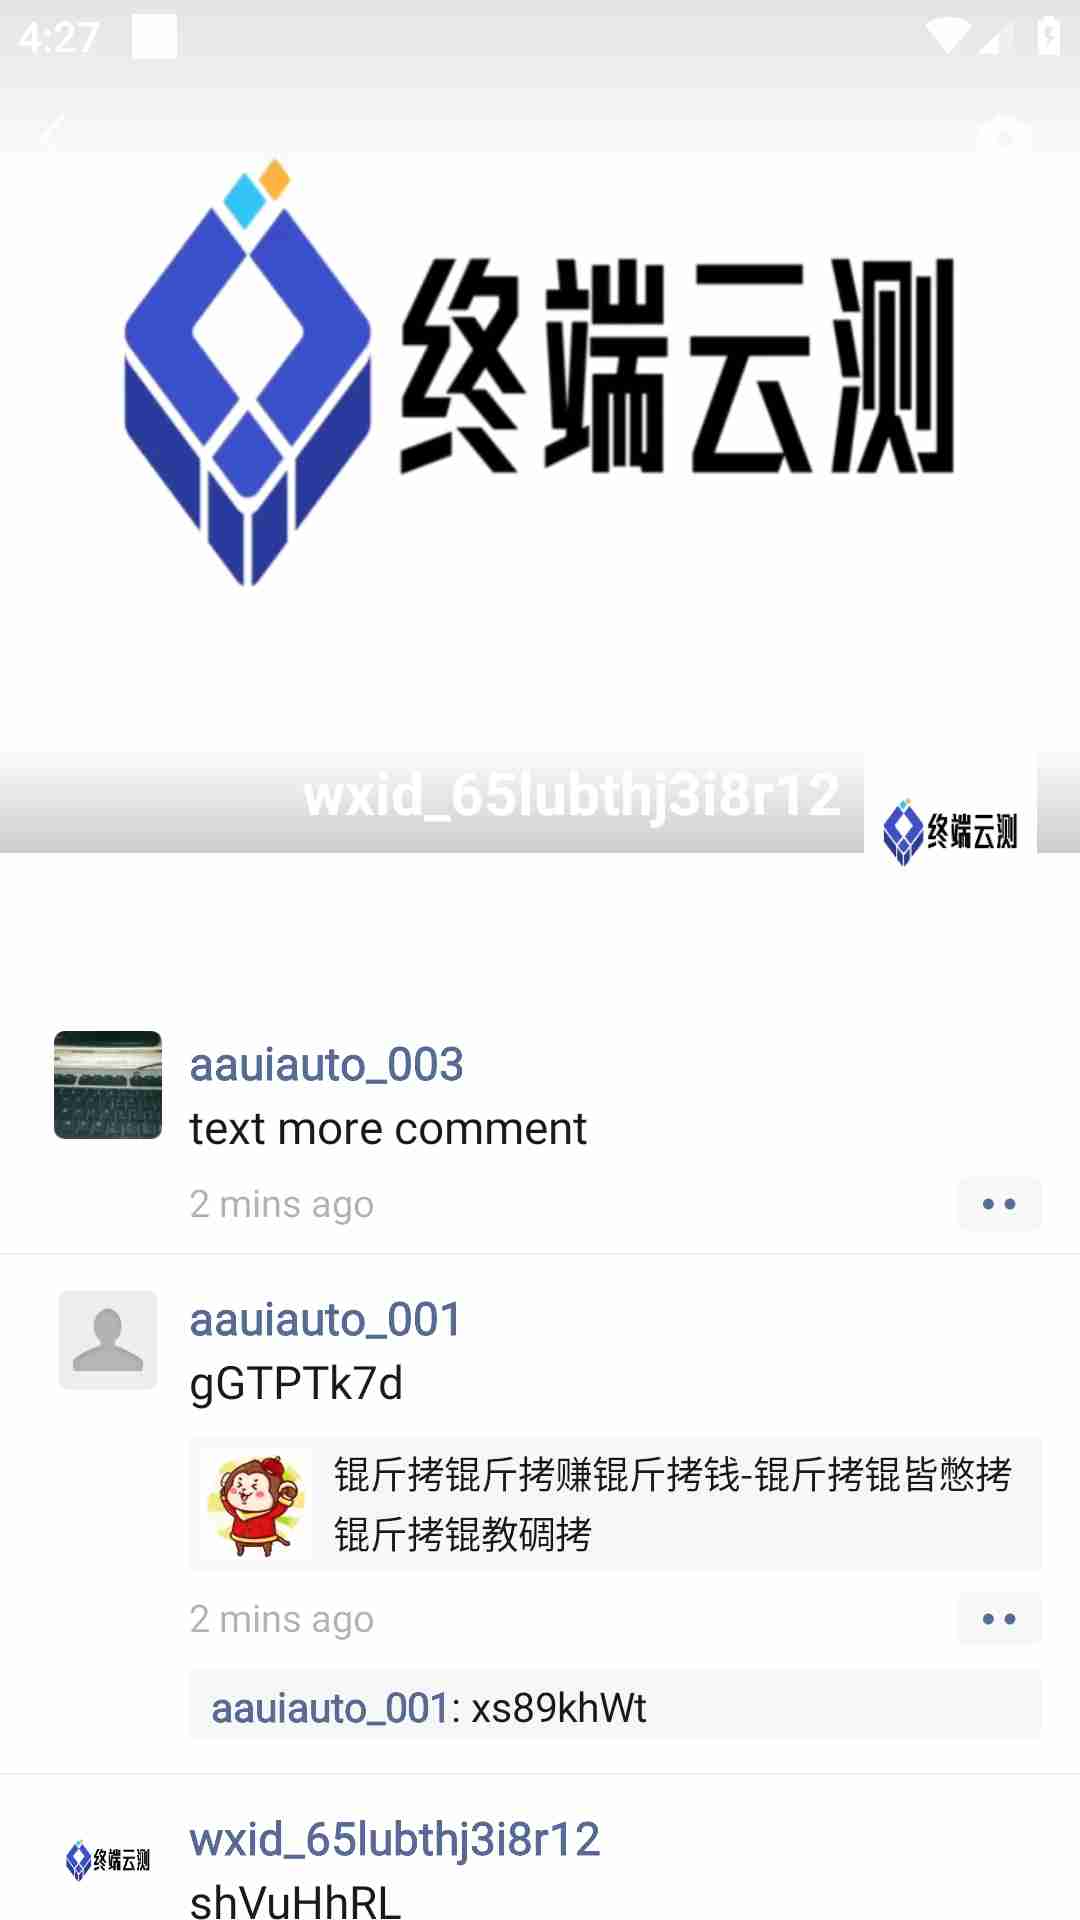 4:27
终端云测
wxid_65lubthj3i8r12
终端云测
aauiauto_003
text more comment
2 mins ago
aauiauto_001
gGTPTk7d
锟斤拷锟斤拷赚锟斤拷钱-锟斤拷锟皆憋拷
锟斤拷锟教碉拷
2 mins ago
aauiauto_001: xs89khWt
wxid_65lubthj3i8r12
终端云测
shVuHhRL